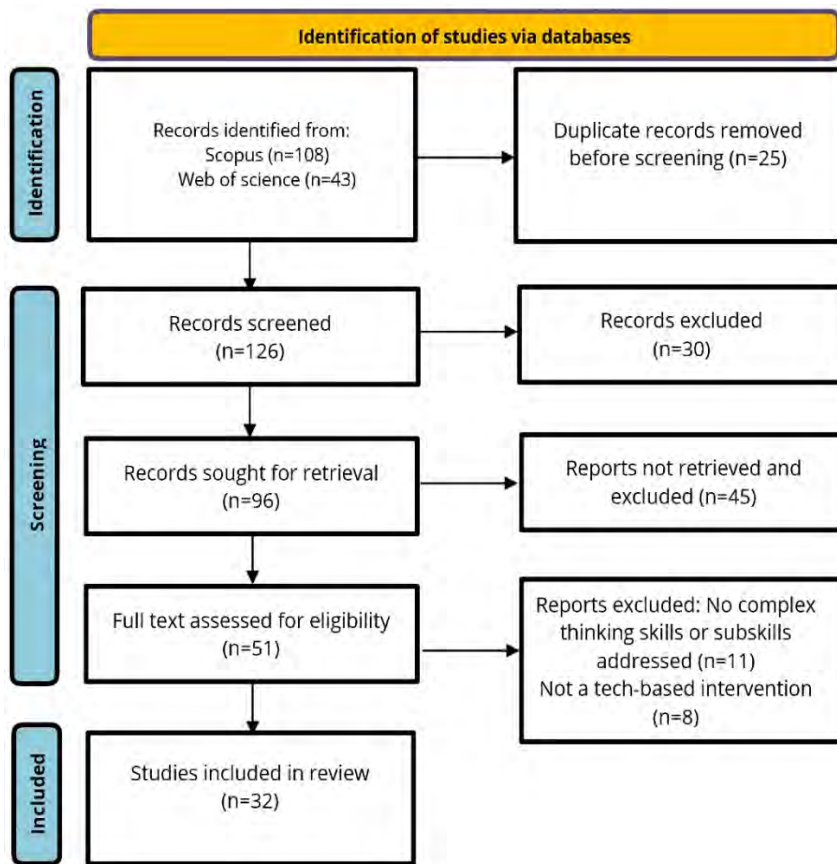 Identification of studies via databases
Identification
Records identified from:
Scopus (n=108)
Web of science (n=43)
Duplicate records removed
before screening (n=25)
Screening
Records screened
(n=126)
Records excluded
(n=30)
Records sought for retrieval
(n=96)
Reports not retrieved and
excluded (n=45)
Full text assessed for eligibility
(n=51)
Reports excluded: No complex
thinking skills or subskills
addressed (n=11)
Not a tech-based intervention
(n=8)
Included
Studies included in review
(n=32)